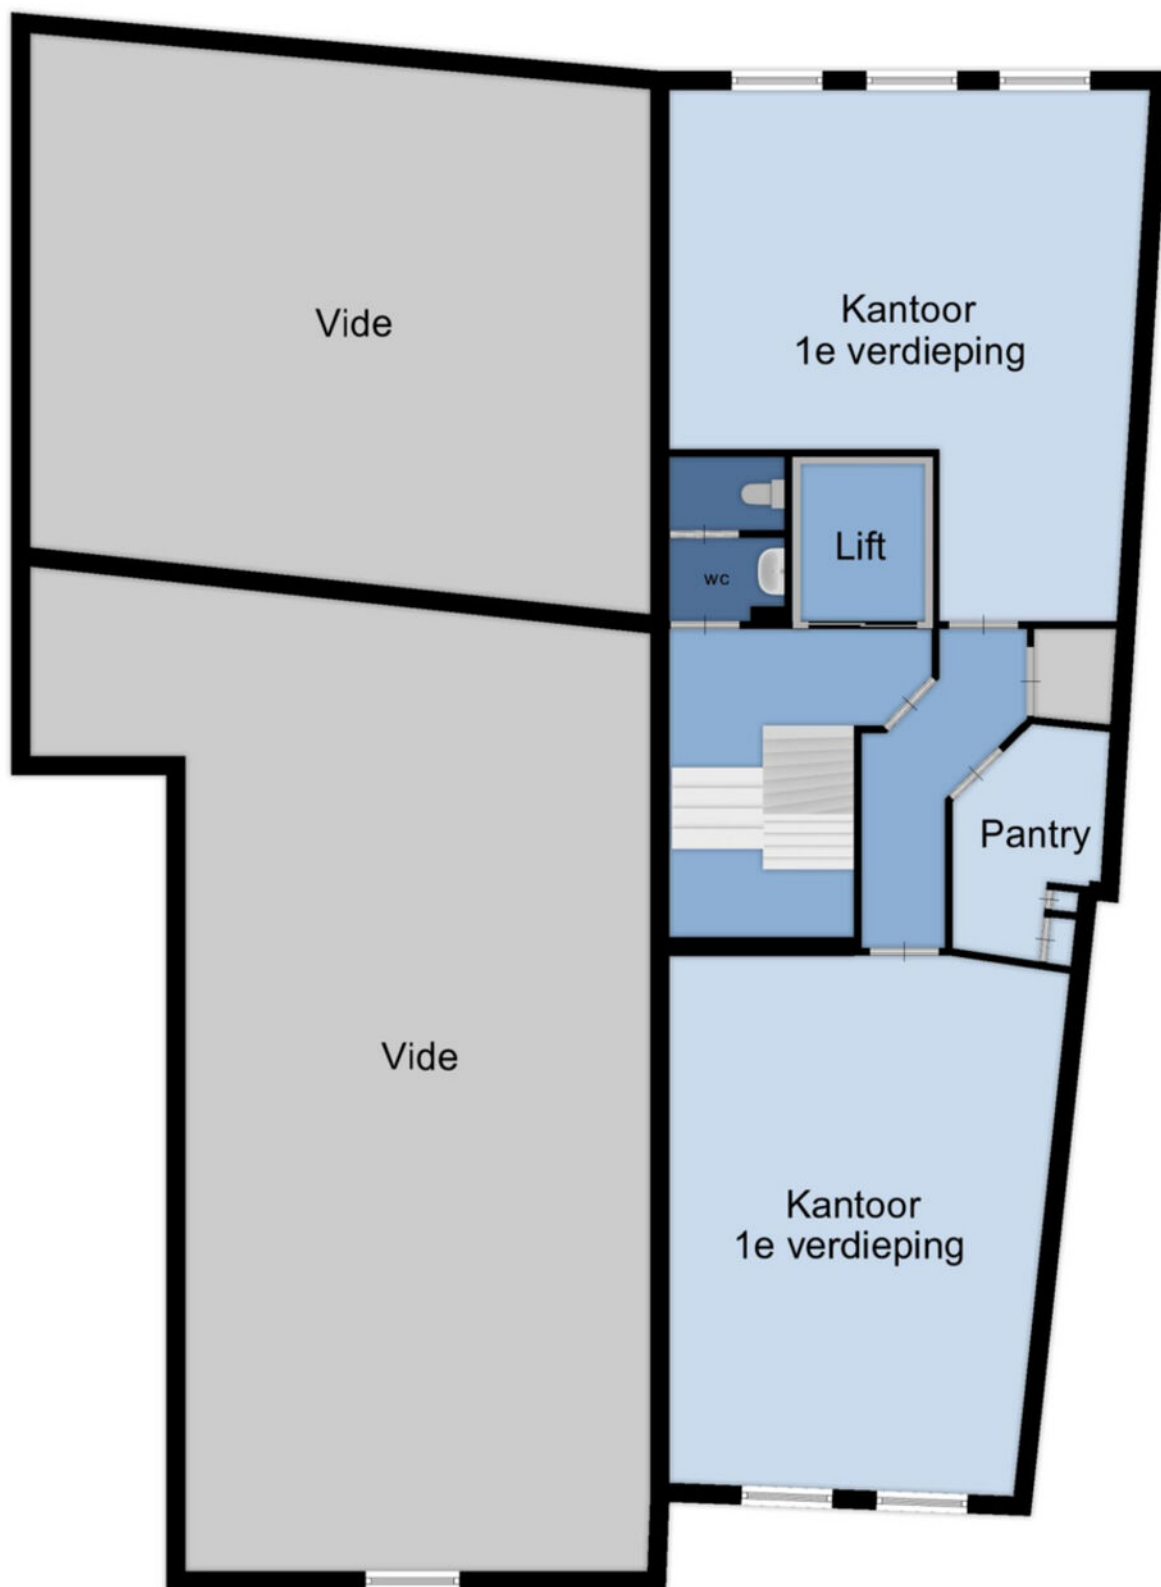 Vide
Kantoor
1e verdieping
Lift
wc
Pantry
Vide
Kantoor
1e verdieping